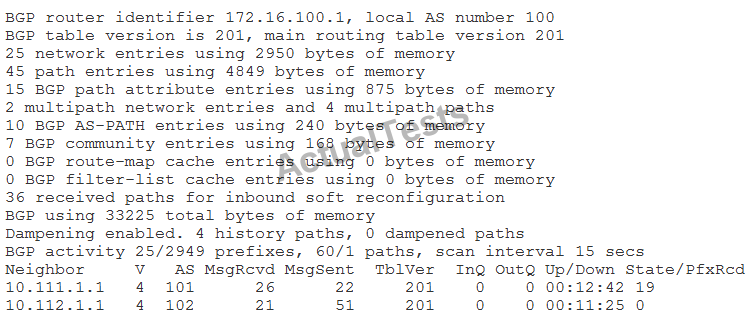 BGP router identifier 172.16.100.1, local AS number 100
BGP table version is 201, main routing table version 201
25 network entries using 2950 bytes of memory
45 path entries using 4849 bytes of memory
15 BGP path attribute entries using 875 bytes of memory
2 multipath network entries and 4 multipath paths
10 BGP AS-PATH entries using 240 bytes of memory
7 BGP community entries using 168 bytes of memory
0 BGP route-map cache entries using 0 bytes of memory
0 BGP filter-list cache entries using 0 bytes of memory
36 received paths for inbound soft reconfiguration
BGP using 33225 total bytes of memory
Dampening enabled. 4 history paths, 0 dampened paths
BGP activity 25/2949 prefixes, 60/1 paths, scan interval 15 secs
Neighbor V AS MsgRcvd MsgSent TblVer InQ OutQ Up/Down State/PfxRcd
10.111.1.1 4 101 26 22 201 0 0 00:12:42 19
10.112.1.1 4 102 21 51 201 0 0 00:11:25 0
ActualTests